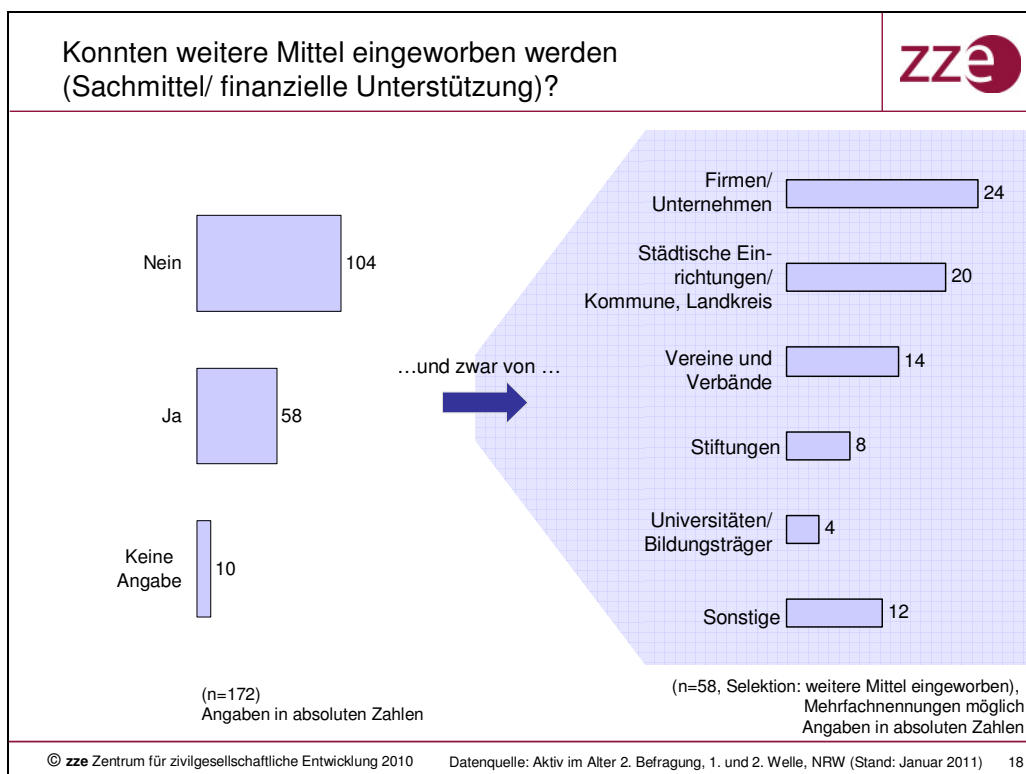 Konnten weitere Mittel eingeworben werden
(Sachmittel/ finanzielle Unterstützung)?
zze
Nein
104
Ja
58
Keine
Angabe
10
(n=172)
Angaben in absoluten Zahlen
…und zwar von …
Firmen/
Unternehmen
24
Städtische Ein-
richtungen/
Kommune, Landkreis
20
Vereine und
Verbände
14
Stiftungen
8
Universitäten/
Bildungsträger
4
Sonstige
12
(n=58, Selektion: weitere Mittel eingeworben),
Mehrfachnennungen möglich
Angaben in absoluten Zahlen
© zze Zentrum für zivilgesellschaftliche Entwicklung 2010
Datenquelle: Aktiv im Alter 2. Befragung, 1. und 2. Welle, NRW (Stand: Januar 2011)
18